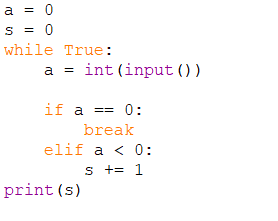 a = 0
s = 0
while True:
    a = int(input())

    if a == 0:
        break
    elif a < 0:
        s += 1
print(s)